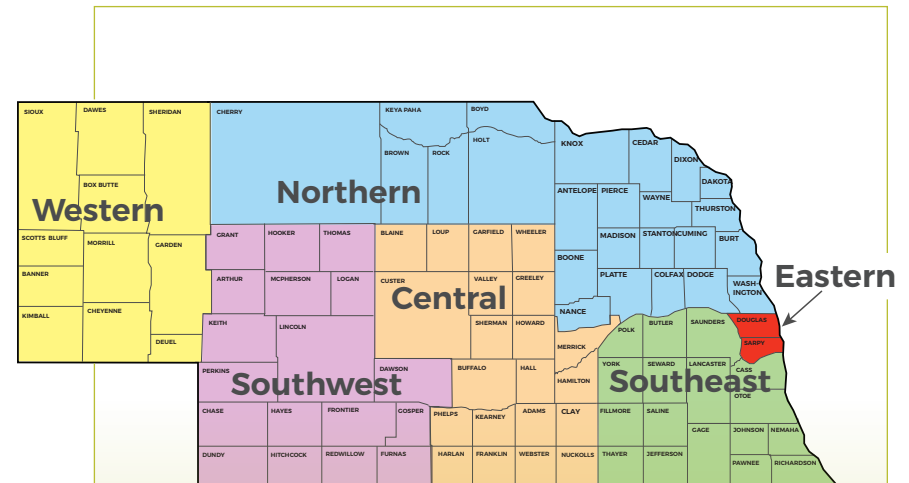 SIOUX
DAWES
SHERIDAN
CHERRY
KEYA PAHA
BOYD
BROWN
ROCK
HOLT
KNOX
CEDAR
DIXON
DAKOTA
BOX BUTTE
Western
Northern
ANTELOPE
PIERCE
WAYNE
THURSTON
SCOTTS BLUFF
MORRILL
GARDEN
GRANT
HOOKER
THOMAS
BLAINE
LOUP
GARFIELD
WHEELER
BOONE
MADISON
STANTON
CUMING
BURT
BANNER
ARTHUR
MCPHERSON
LOGAN
CUSTER
VALLEY
GREELEY
Central
PLATTE
COLFAX
DODGE
WASH-
INGTON
Eastern
KIMBALL
CHEYENNE
DEUEL
KEITH
LINCOLN
SHERMAN
HOWARD
NANCE
MERRICK
POLK
BUTLER
SAUNDERS
DOUGLAS
SARPY
PERKINS
Southwest
DAWSON
BUFFALO
HALL
HAMILTON
YORK
SEWARD
LANCASTER
CASS
Southeast
OTOE
CHASE
HAYES
FRONTIER
GOSPER
PHELPS
KEARNEY
ADAMS
CLAY
FILLMORE
SALINE
GAGE
JOHNSON
NEMAHA
DUNDY
HITCHCOCK
REDWILLOW
FURNAS
HARLAN
FRANKLIN
WEBSTER
NUCKOLLS
THAYER
JEFFERSON
PAWNEE
RICHARDSON